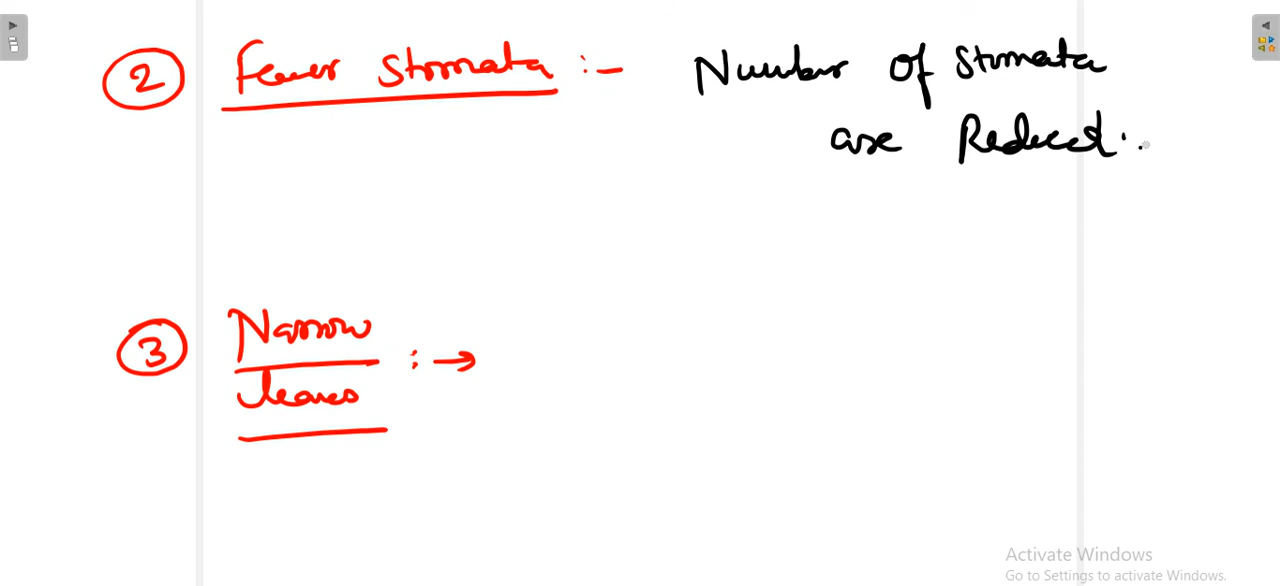 ② Fewer Stomata :- Number of Stomata
are Reduced.
③ Narrow
leaves :→
Activate Windows
Go to Settings to activate Windows.